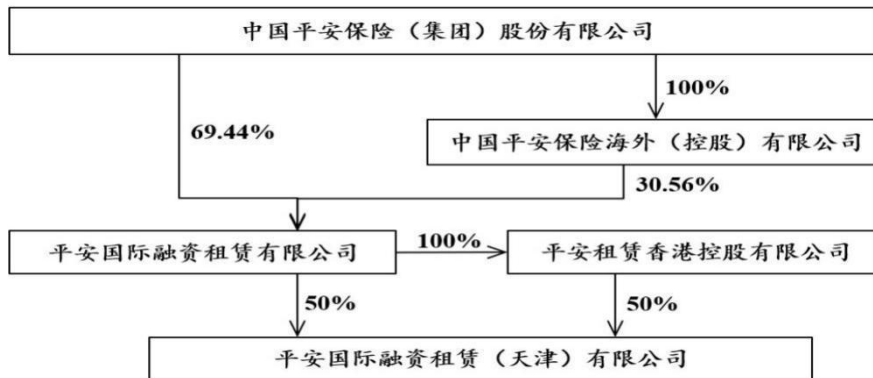 中国平安保险（集团）股份有限公司
100%
69.44%
中国平安保险海外（控股）有限公司
30.56%
平安国际融资租赁有限公司
100%
平安租赁香港控股有限公司
50%
50%
平安国际融资租赁（天津）有限公司